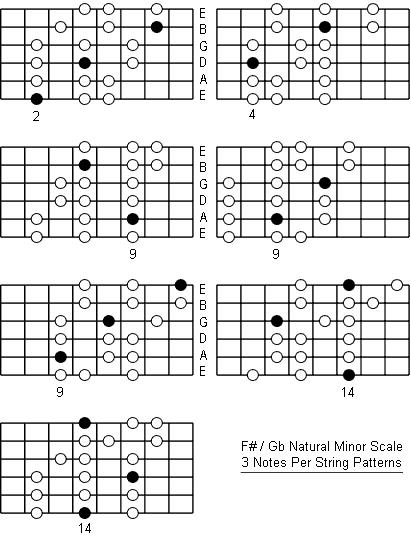 E
B
G
D
A
E
2
4
E
B
G
D
A
E
9
9
E
B
G
D
A
E
9
14
14
F# / Gb Natural Minor Scale
3 Notes Per String Patterns